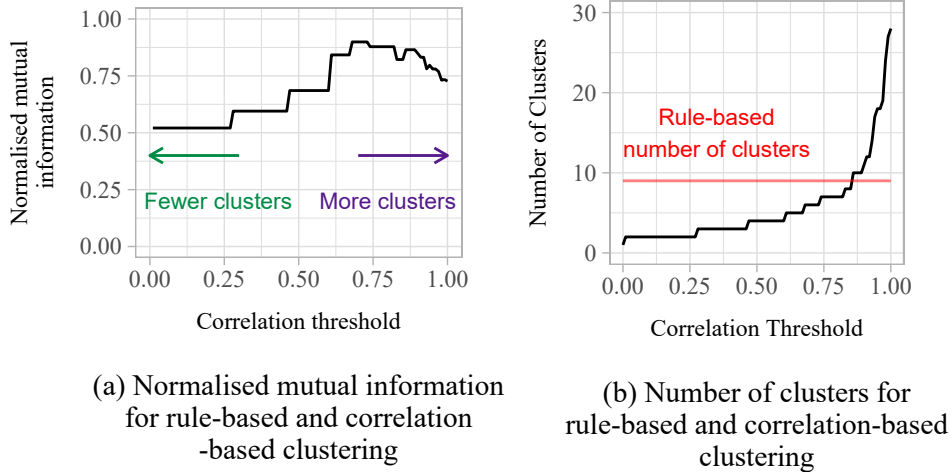 Normalised mutual
information
1.00
0.75
0.50
0.25
0.00
Fewer clusters
More clusters
0.00 0.25 0.50 0.75 1.00
Correlation threshold
(a) Normalised mutual information
for rule-based and correlation
-based clustering
Number of Clusters
30
20
10
0
Rule-based
number of clusters
0.00 0.25 0.50 0.75 1.00
Correlation Threshold
(b) Number of clusters for
rule-based and correlation-based
clustering